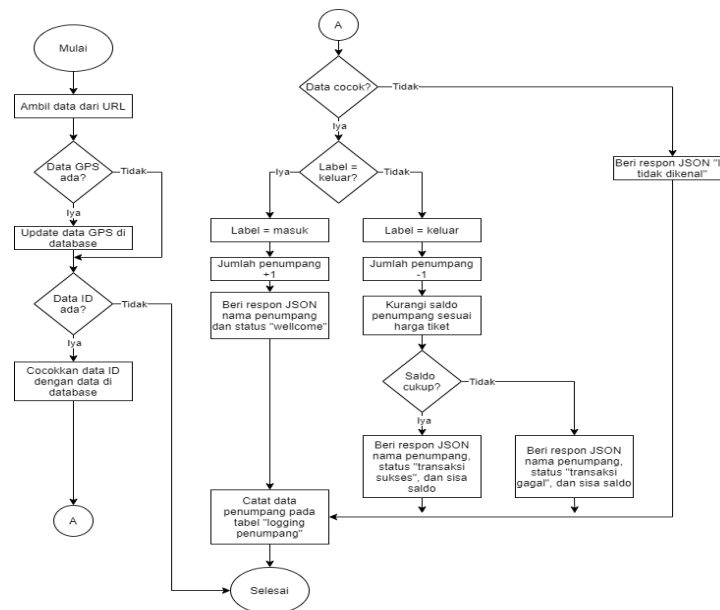 Mulai
Ambil data dari URL
Data GPS
ada?
Tidak
Iya
Update data GPS di
database
Data ID
ada?
Tidak
Iya
Cocokkan data ID
dengan data di
database
A
A
Data cocok?
Tidak
Iya
Beri respon JSON
tidak dikenal"
Label =
keluar?
Iya
Tidak
Label = masuk
Label = keluar
Jumlah penumpang
+1
Jumlah penumpang
-1
Beri respon JSON
nama penumpang
dan status "wellcome"
Kurangi saldo
penumpang sesuai
harga tiket
Saldo
cukup?
Tidak
Iya
Beri respon JSON
nama penumpang,
status "transaksi
sukses", dan sisa
saldo
Beri respon JSON
nama penumpang,
status "transaksi
gagal", dan sisa saldo
Catat data
penumpang pada
tabel "logging
penumpang"
Selesai